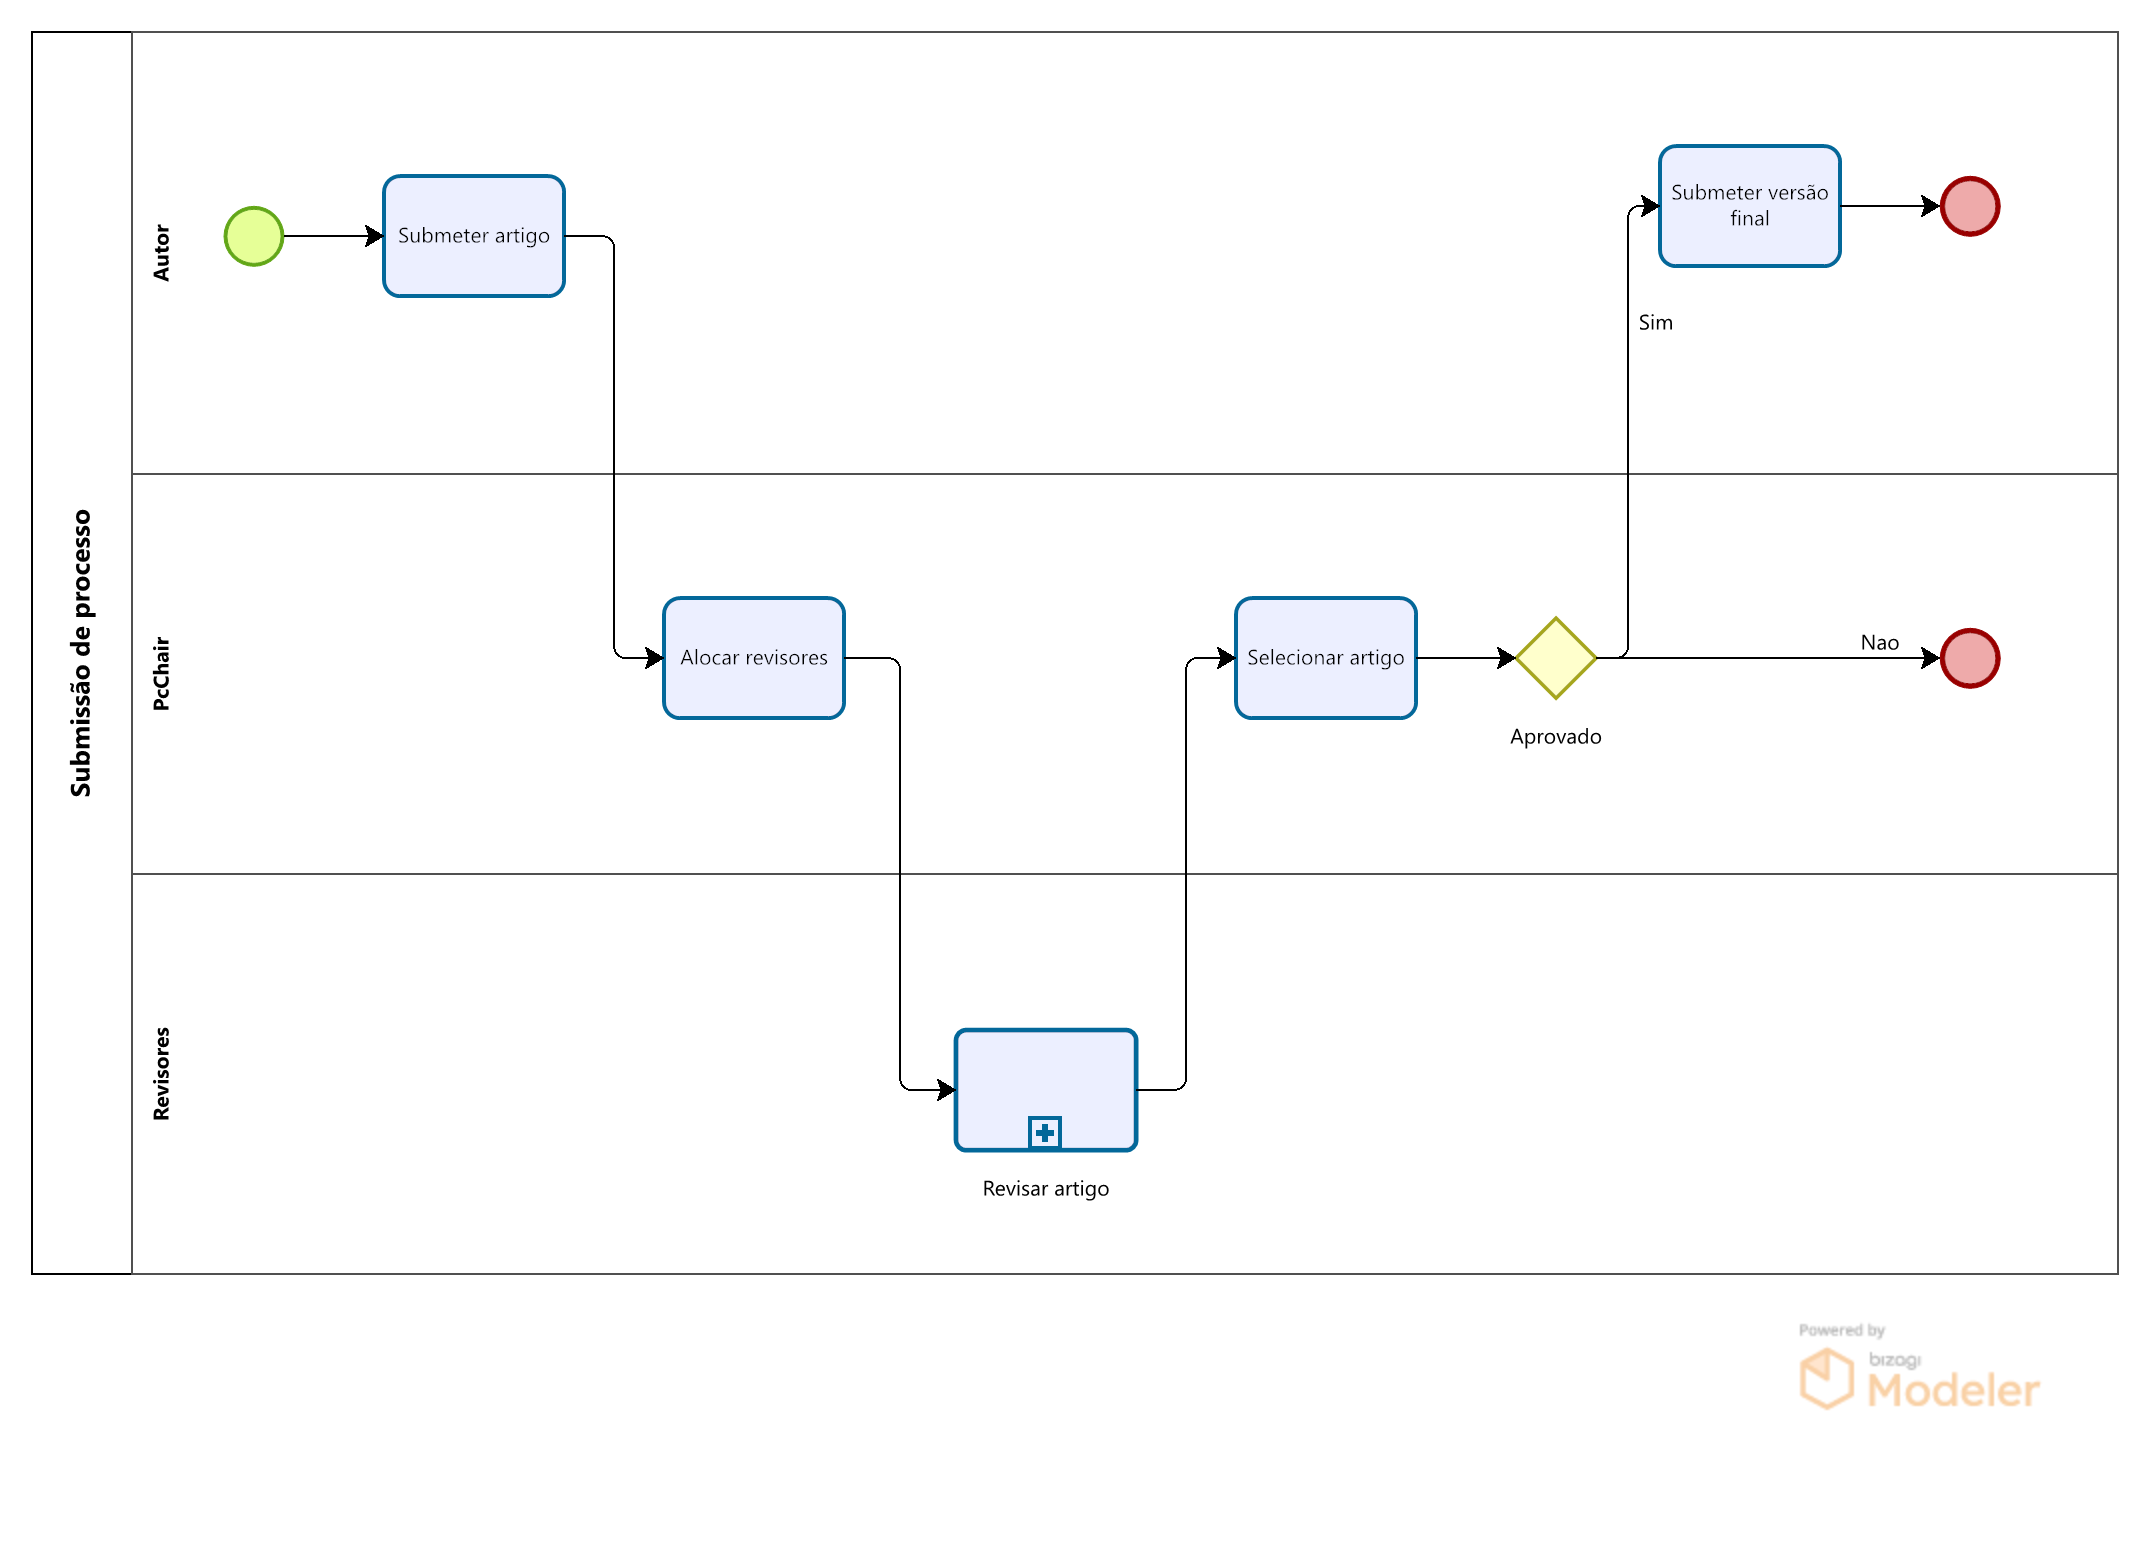 Submissão de processo
Autor
Submeter artigo
Submeter versão
final
Sim
PcChair
Alocar revisores
Selecionar artigo
Aprovado
Nao
Revisores
Revisar artigo
Powered by
bizagi
Modeler